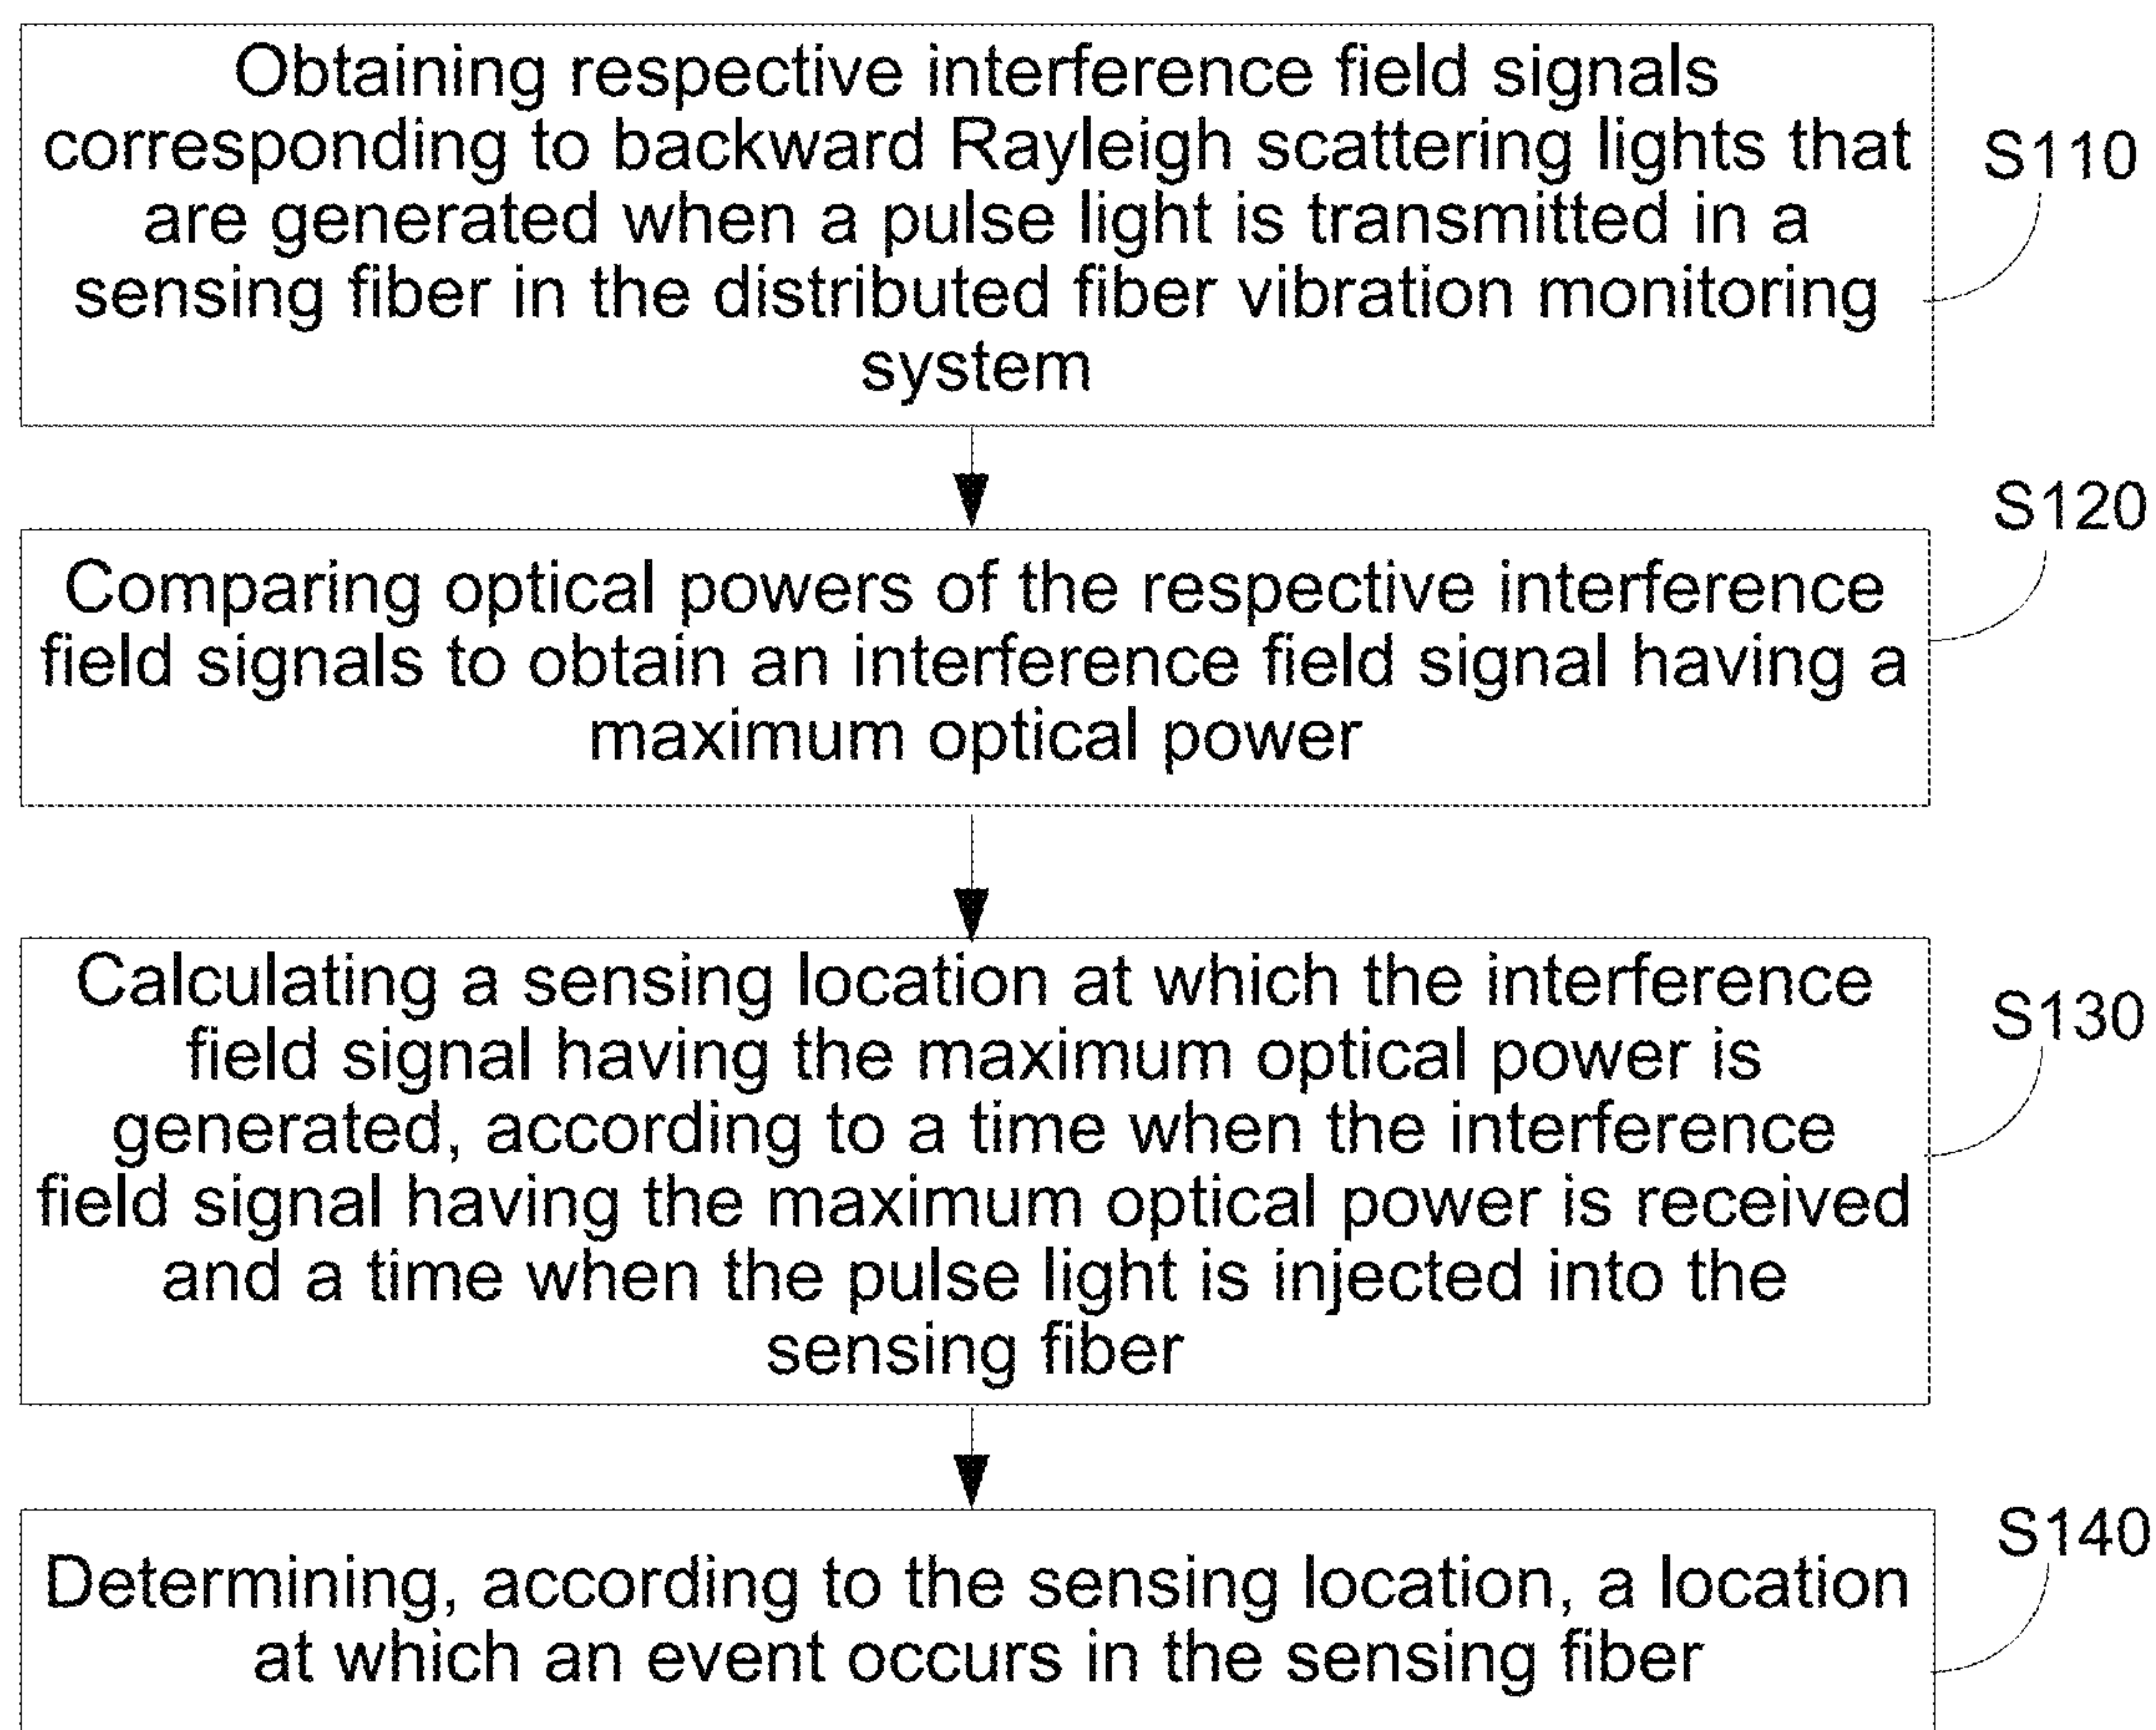 Obtaining respective interference field signals
corresponding to backward Rayleigh scattering lights that
are generated when a pulse light is transmitted in a
sensing fiber in the distributed fiber vibration monitoring
system
S110
S120
Comparing optical powers of the respective interference
field signals to obtain an interference field signal having a
maximum optical power
Calculating a sensing location at which the interference
field signal having the maximum optical power is
generated, according to a time when the interference
field signal having the maximum optical power is received
and a time when the pulse light is injected into the
sensing fiber
S130
S140
Determining, according to the sensing location, a location
at which an event occurs in the sensing fiber